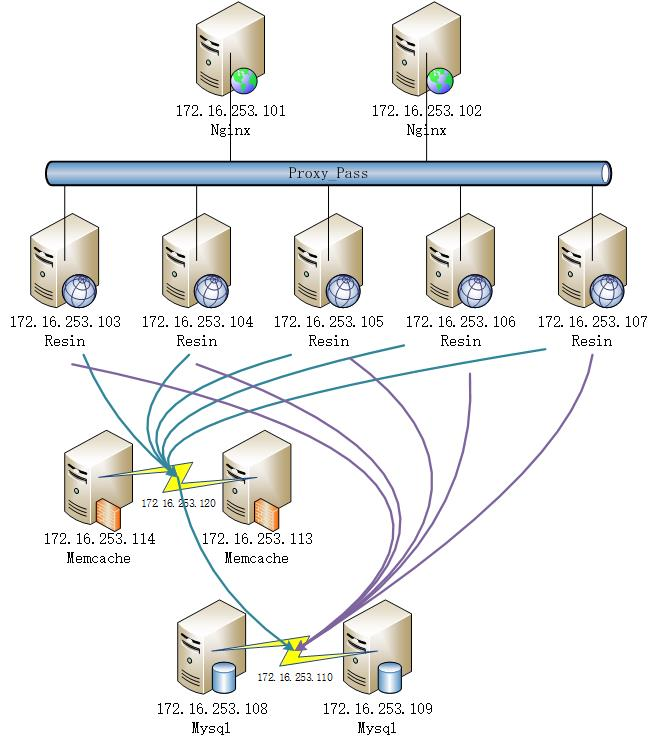 172.16.253.101
Nginx
172.16.253.102
Nginx
Proxy_Pass
172.16.253.103
Resin
172.16.253.104
Resin
172.16.253.105
Resin
172.16.253.106
Resin
172.16.253.107
Resin
172.16.253.120
172.16.253.114
Memcache
172.16.253.113
Memcache
172.16.253.110
172.16.253.108
Mysql
172.16.253.109
Mysql